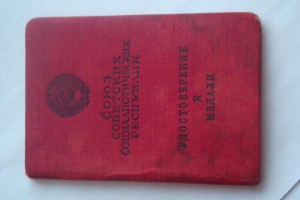 СОЮЗ
СОВЕТСКИХ
СОЦИАЛИСТИЧЕСКИХ
РЕСПУБЛИК
УДОСТОВЕРЕНИЕ
К
МЕДАЛИ